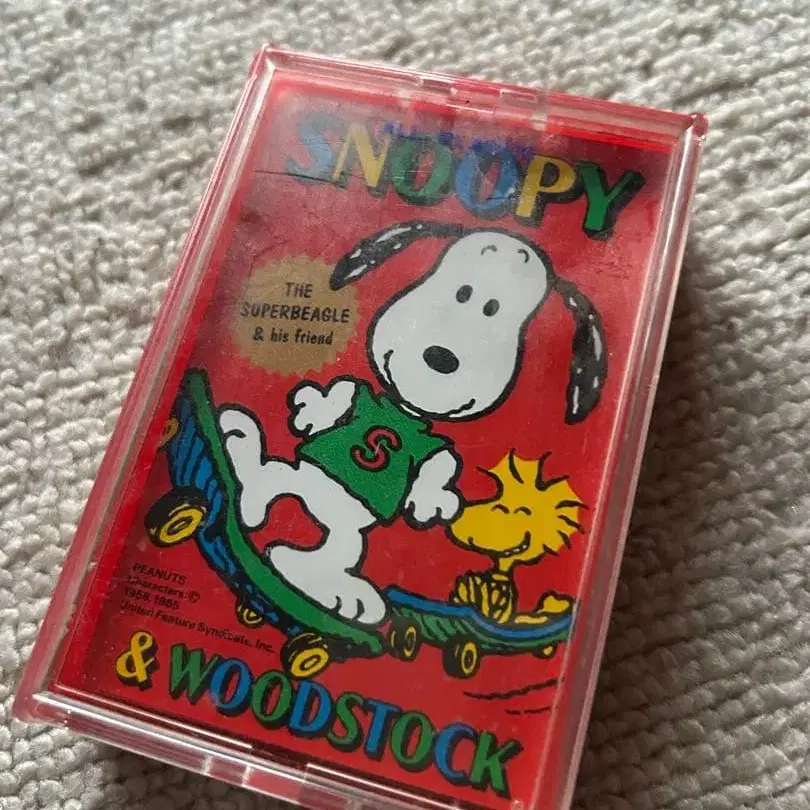 SNOOPY
THE
SUPERBEAGLE
& his friend
S
PEANUTS
Characters: ©
1958, 1965
United Feature Syndicate, Inc.
& WOODSTOCK